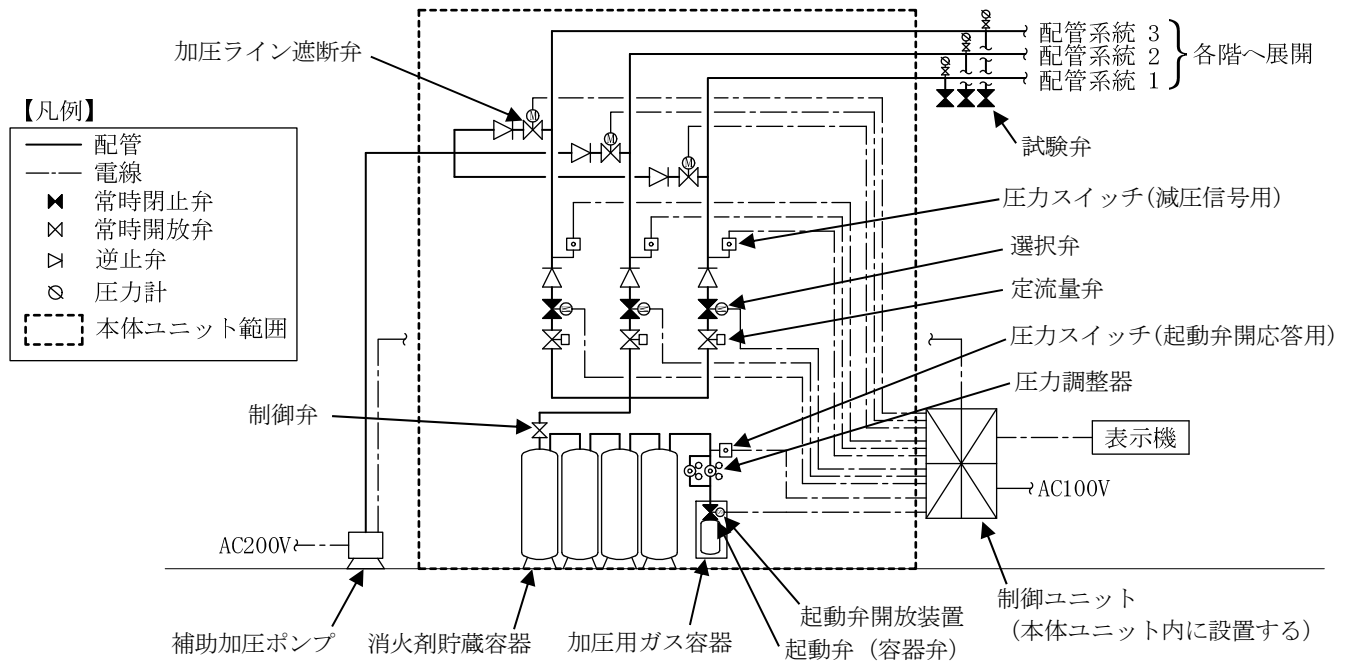 配管系統 3
配管系統 2
配管系統 1
各階へ展開
加圧ライン遮断弁
【凡例】
配管
電線
常時閉止弁
常時開放弁
逆止弁
圧力計
本体ユニット範囲
M
M
M
試験弁
圧力スイッチ(減圧信号用)
選択弁
定流量弁
圧力スイッチ(起動弁開応答用)
圧力調整器
制御弁
表示機
AC100V
AC200V
制御ユニット
(本体ユニット内に設置する)
補助加圧ポンプ
消火剤貯蔵容器
加圧用ガス容器
起動弁開放装置
起動弁 (容器弁)